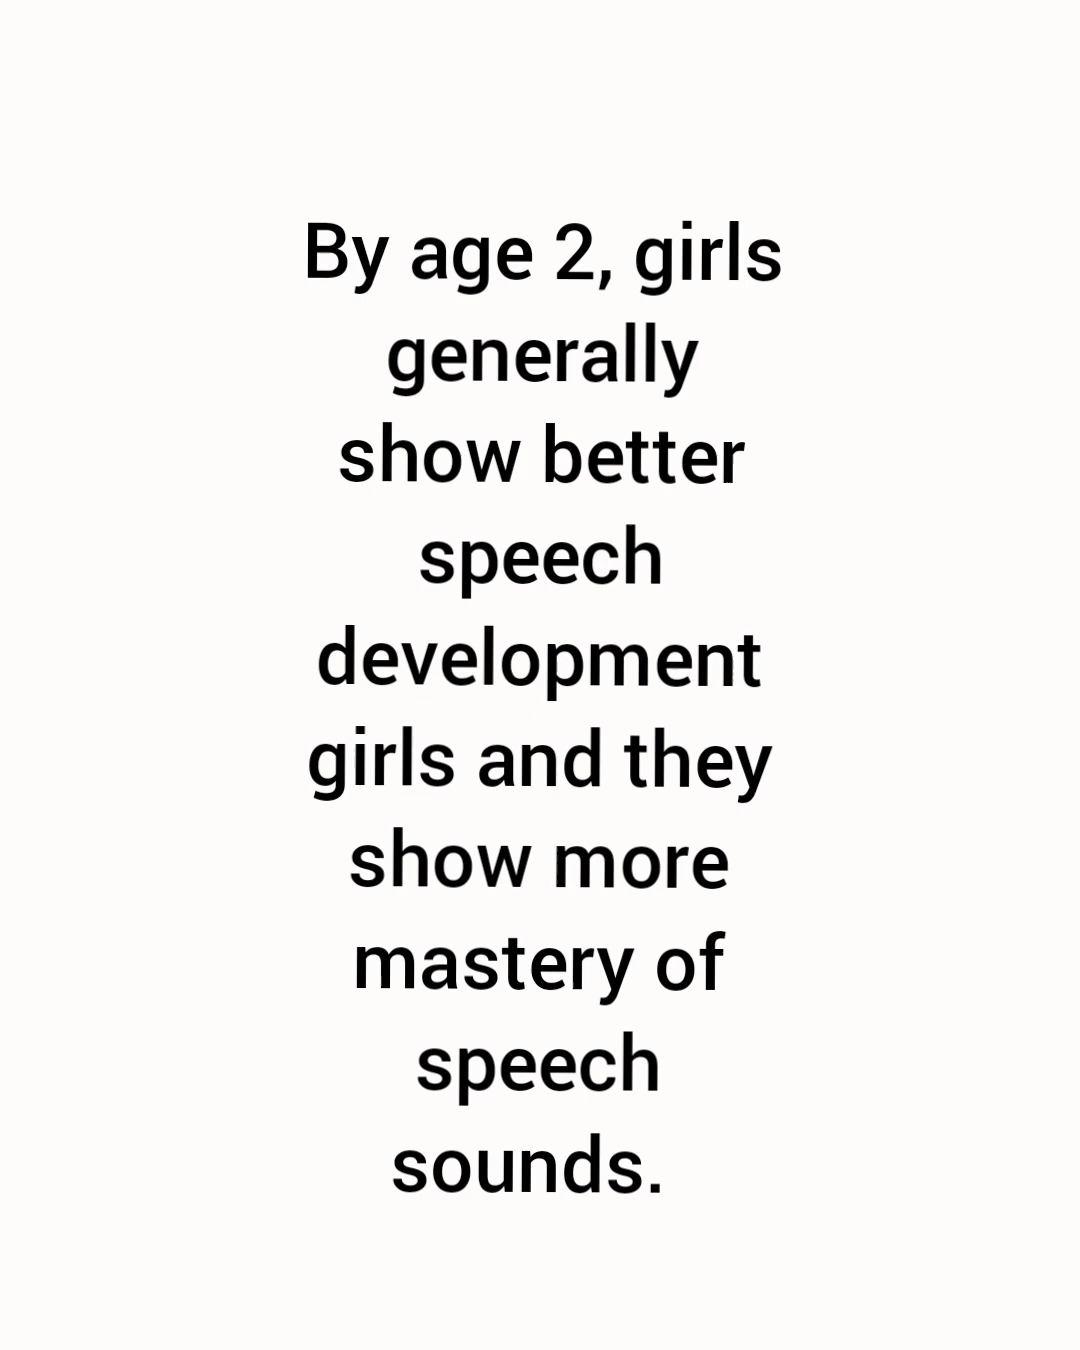 By age 2, girls
generally
show better
speech
development
girls and they
show more
mastery of
speech
sounds.